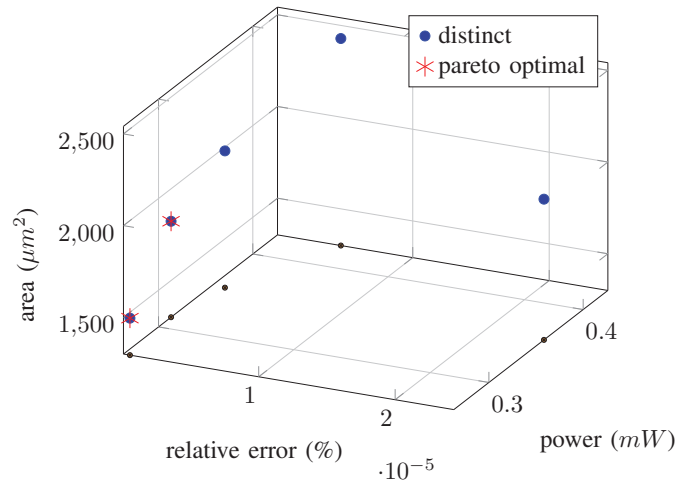 distinct
pareto optimal
2,500
2,000
1,500
area (μm²)
1
2
0.3
0.4
relative error (%)
·10⁻⁵
power (mW)